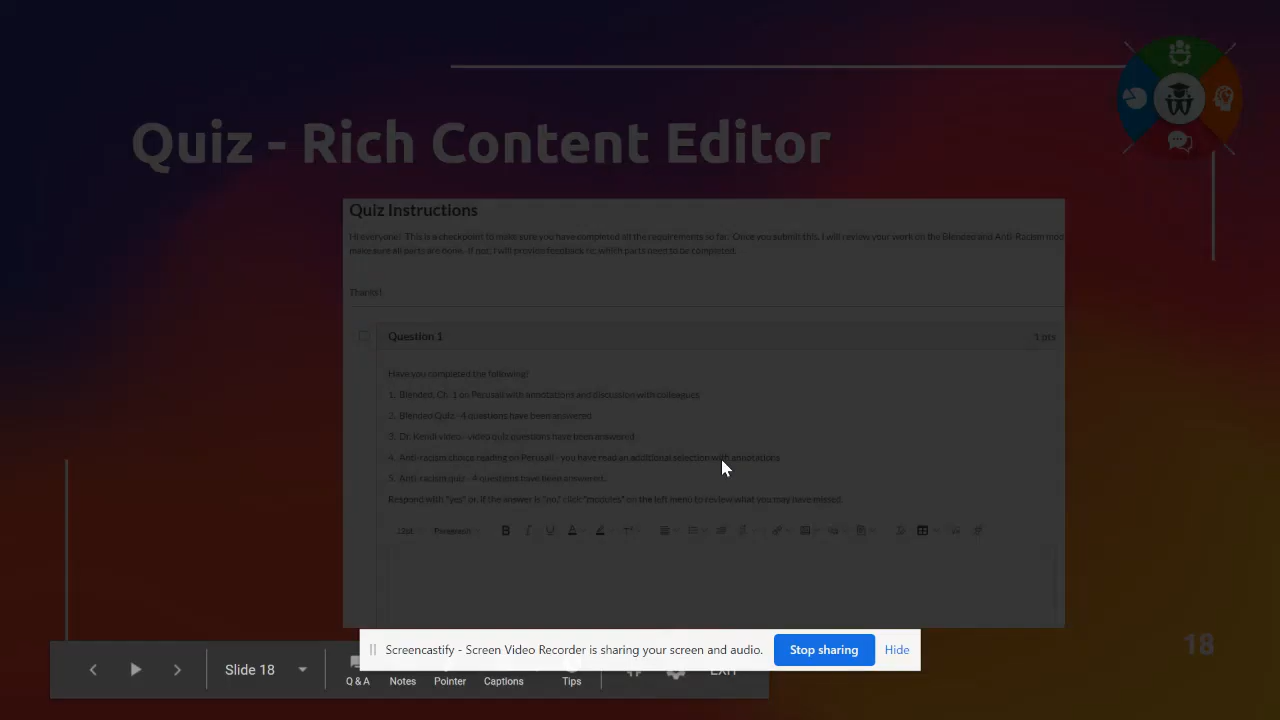 Quiz - Rich Content Editor
Quiz Instructions
Hi everyone! This is a checkpoint to make sure you have completed all the requirements so far. Once you submit this, I will review your work on the Blended and Anti-Racism mod
make sure all parts are done. If not, I will provide feedback to which parts need to be completed.
Thanks!
Question 1
1 pts
Have you completed the following?
1. Blended, Ch. 1 on Perusall with annotations and discussion with colleagues
2. Blended Quiz - 4 questions have been answered
3. Dr. Kendi video - video quiz questions have been answered
4. Anti-racism choice reading on Perusall - you have read an additional selection with annotations
5. Anti-racism quiz - 4 questions have been answered.
Respond with "yes" or, if the answer is "no," click "modules" on the left menu to review what you may have missed
12pt
Paragraph
B I U A T²
18
Screencastify - Screen Video Recorder is sharing your screen and audio.
Stop sharing
Hide
Slide 18
Q & A
Notes
Pointer
Captions
Tips
EXIT